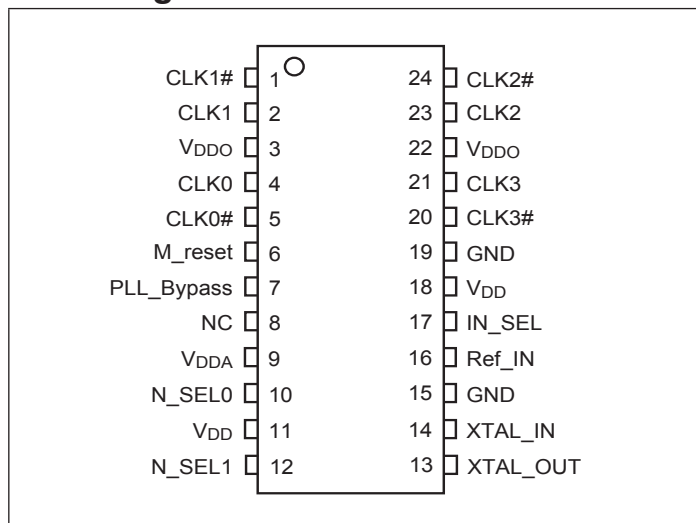 CLK1# 1 24 CLK2#
CLK1 2 23 CLK2
VDDO 3 22 VDDO
CLK0 4 21 CLK3
CLK0# 5 20 CLK3#
M_reset 6 19 GND
PLL_Bypass 7 18 VDD
NC 8 17 IN_SEL
VDDA 9 16 Ref_IN
N_SEL0 10 15 GND
VDD 11 14 XTAL_IN
N_SEL1 12 13 XTAL_OUT